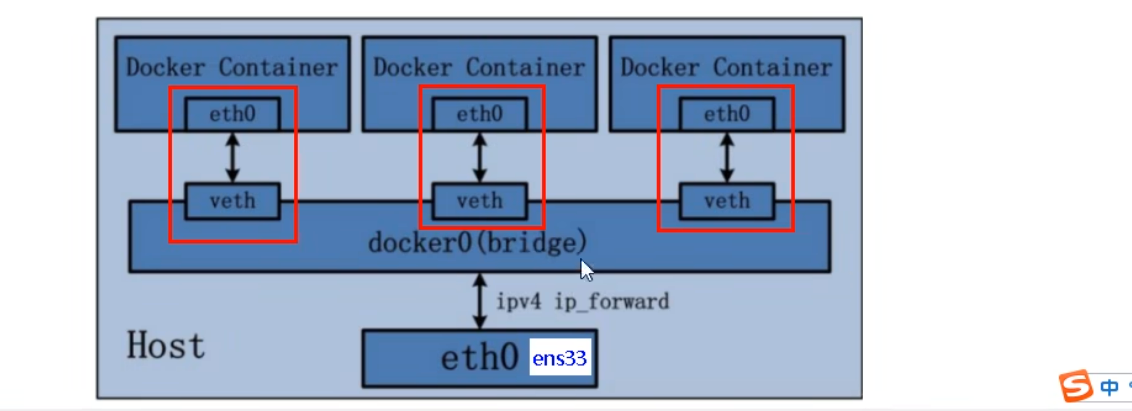 Docker Container Docker Container Docker Container
eth0 eth0 eth0
veth veth veth
docker0(bridge)
ipv4 ip_forward
Host
eth0 ens33
S 中